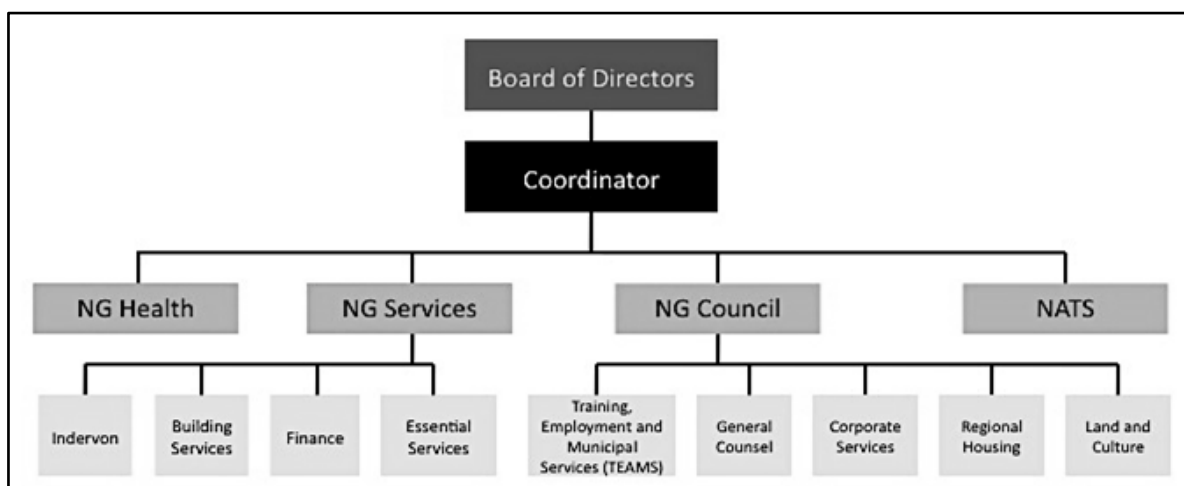 Board of Directors
Coordinator
NG Health
NG Services
NG Council
NATS
Indervon
Building
Services
Finance
Essential
Services
Training,
Employment and
Municipal
Services (TEAMS)
General
Counsel
Corporate
Services
Regional
Housing
Land and
Culture